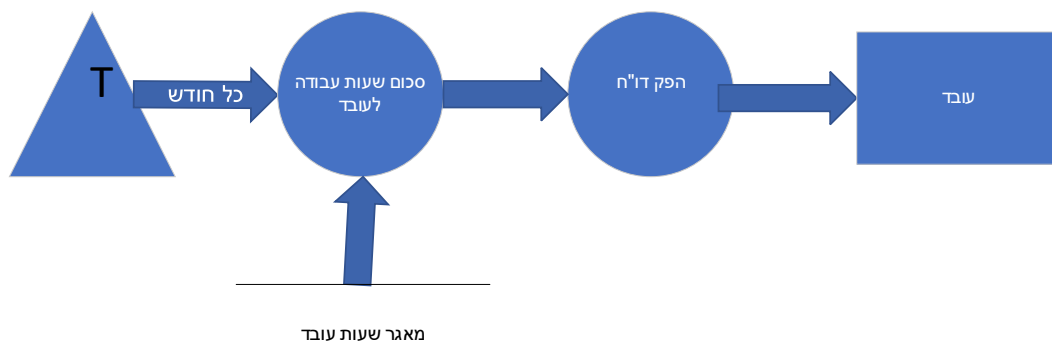 T
כל חודש
סכום שעות עבודה
לעובד
הפק דו"ח
עובד
מאגר שעות עובד